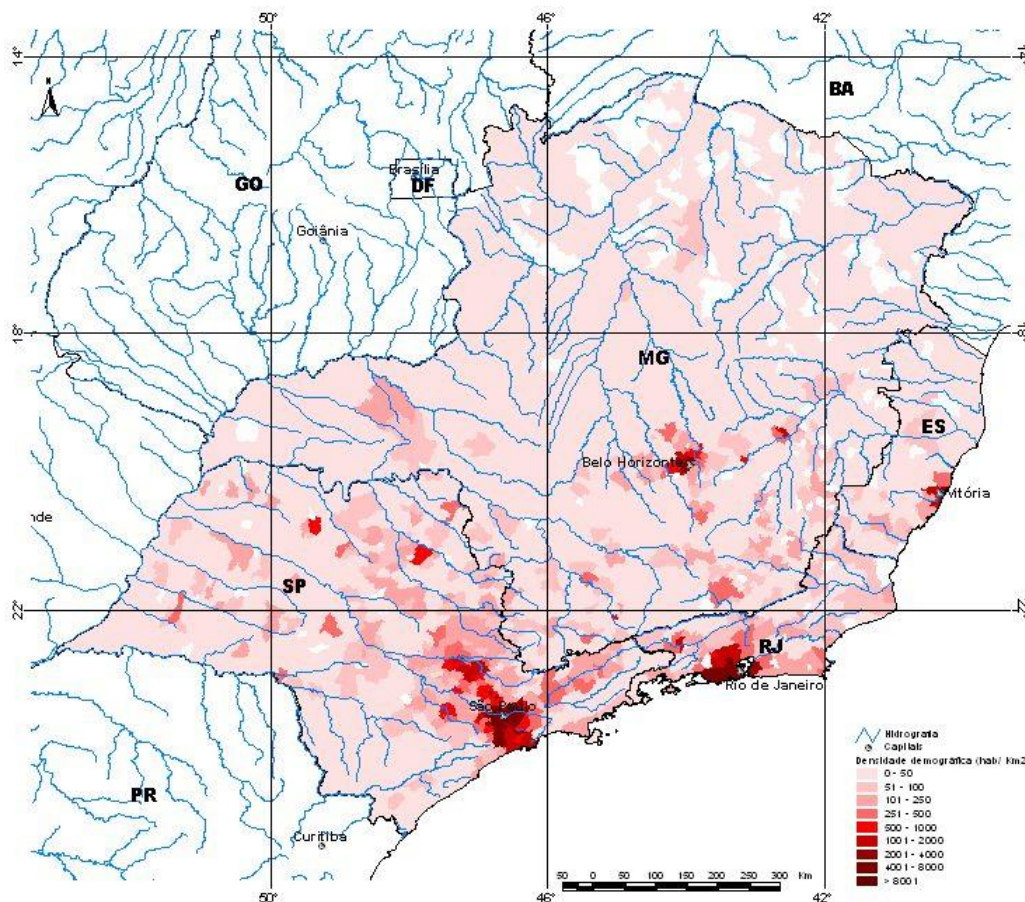 50° 46° 42°
14°
BA
N
Brasília
GO DF
Goiânia
18°
MG
ES
Belo Horizonte
Vitória
nde
SP
22° 22°
RJ
Rio de Janeiro
São Paulo
Hidrografia
Capitais
Densidade demográfica (hab/ Km2
0 - 50
51 - 100
101 - 250
251 - 500
500 - 1000
1001 - 2000
2001 - 4000
4001 - 8000
> 8001
PR
Curitiba
50 0 50 100 150 200 250 300 Km
50° 46° 42°